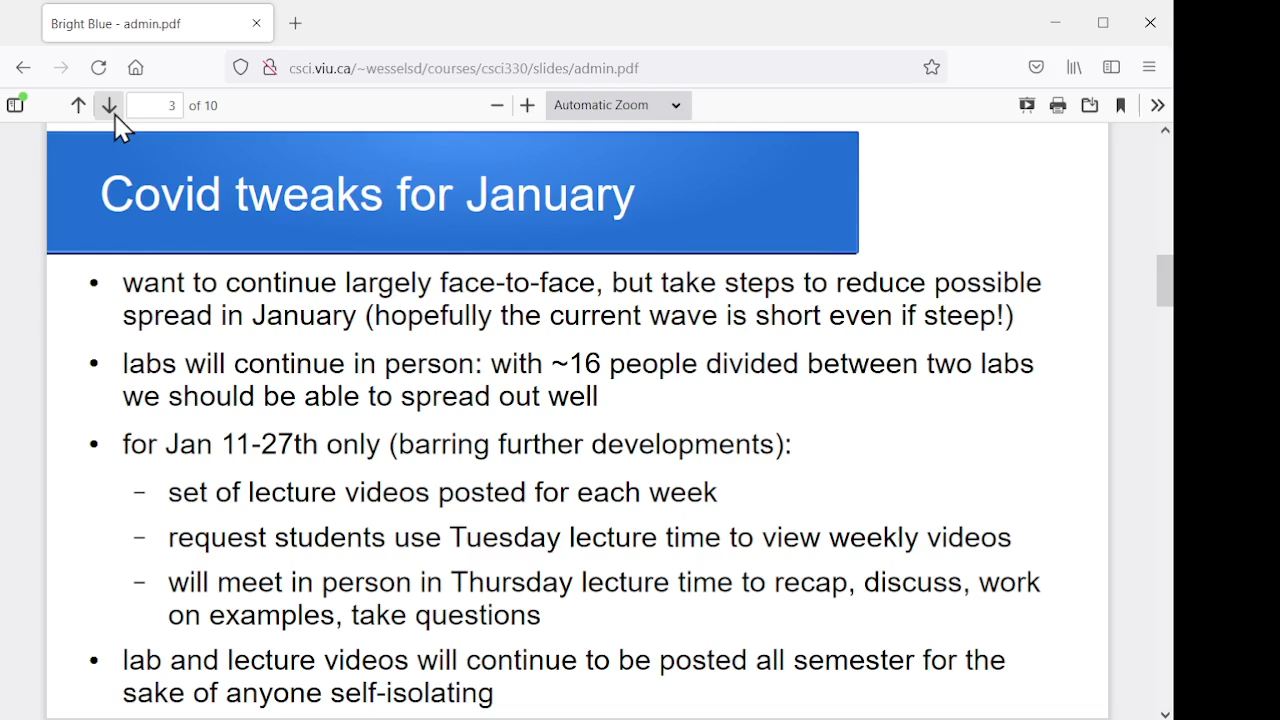 Bright Blue - admin.pdf
csci.viu.ca/~wesselsd/courses/csci330/slides/admin.pdf
3 of 10
Automatic Zoom
Covid tweaks for January
• want to continue largely face-to-face, but take steps to reduce possible
spread in January (hopefully the current wave is short even if steep!)
• labs will continue in person: with ~16 people divided between two labs
we should be able to spread out well
• for Jan 11-27th only (barring further developments):
– set of lecture videos posted for each week
– request students use Tuesday lecture time to view weekly videos
– will meet in person in Thursday lecture time to recap, discuss, work
on examples, take questions
• lab and lecture videos will continue to be posted all semester for the
sake of anyone self-isolating